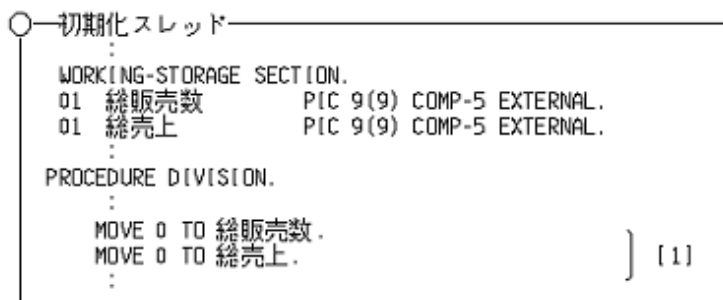 初期化スレッド
:
WORKING-STORAGE SECTION.
01 総販売数 PIC 9(9) COMP-5 EXTERNAL.
01 総売上 PIC 9(9) COMP-5 EXTERNAL.
:
PROCEDURE DIVISION.
:
MOVE 0 TO 総販売数.
MOVE 0 TO 総売上. [1]
: